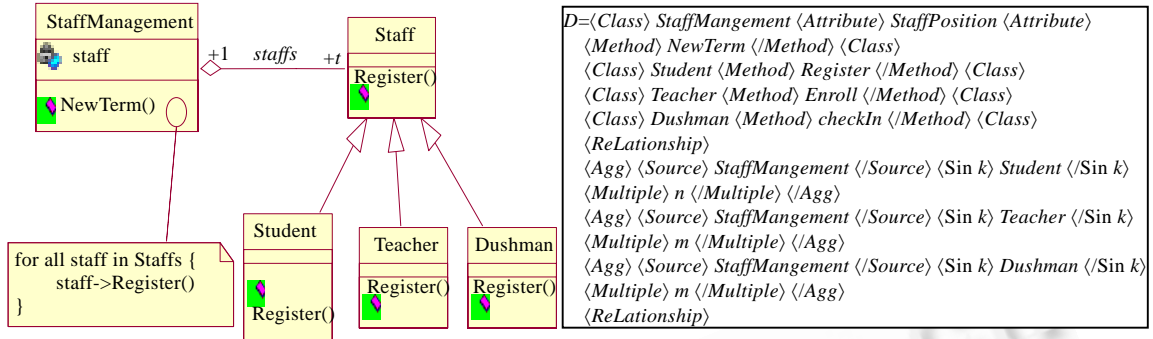 StaffManagement
staff
NewTerm()
+1 staffs +t
Staff
Register()
Student
Register()
Teacher
Register()
Dushman
Register()
for all staff in Staffs {
staff->Register()
}
D=⟨Class⟩ StaffMangement ⟨Attribute⟩ StaffPosition ⟨Attribute⟩
⟨Method⟩ NewTerm ⟨/Method⟩ ⟨Class⟩
⟨Class⟩ Student ⟨Method⟩ Register ⟨/Method⟩ ⟨Class⟩
⟨Class⟩ Teacher ⟨Method⟩ Enroll ⟨/Method⟩ ⟨Class⟩
⟨Class⟩ Dushman ⟨Method⟩ checkIn ⟨/Method⟩ ⟨Class⟩
⟨ReLationship⟩
⟨Agg⟩ ⟨Source⟩ StaffMangement ⟨/Source⟩ ⟨Sin k⟩ Student ⟨/Sin k⟩
⟨Multiple⟩ n ⟨/Multiple⟩ ⟨/Agg⟩
⟨Agg⟩ ⟨Source⟩ StaffMangement ⟨/Source⟩ ⟨Sin k⟩ Teacher ⟨/Sin k⟩
⟨Multiple⟩ m ⟨/Multiple⟩ ⟨/Agg⟩
⟨Agg⟩ ⟨Source⟩ StaffMangement ⟨/Source⟩ ⟨Sin k⟩ Dushman ⟨/Sin k⟩
⟨Multiple⟩ m ⟨/Multiple⟩ ⟨/Agg⟩
⟨ReLationship⟩